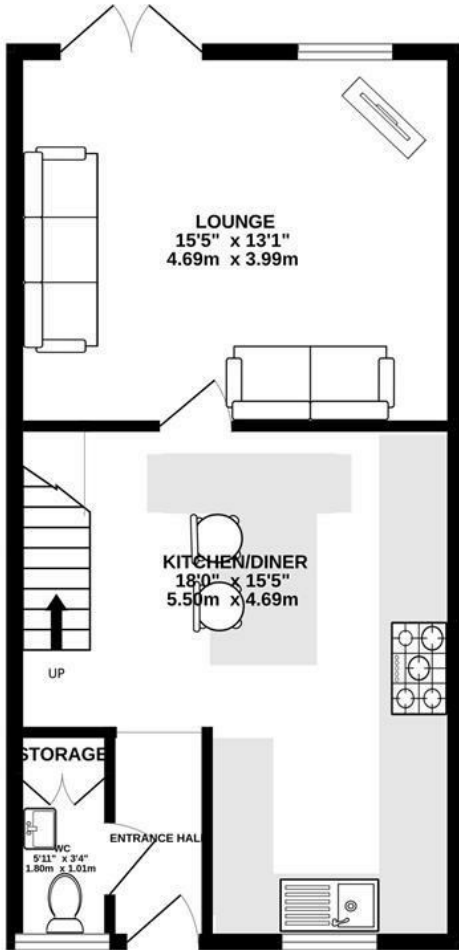 LOUNGE
15'5" x 13'1"
4.69m x 3.99m
KITCHEN/DINER
18'0" x 15'5"
5.50m x 4.69m
UP
STORAGE
ENTRANCE HALL
WC
5'11" x 3'4"
1.80m x 1.01m